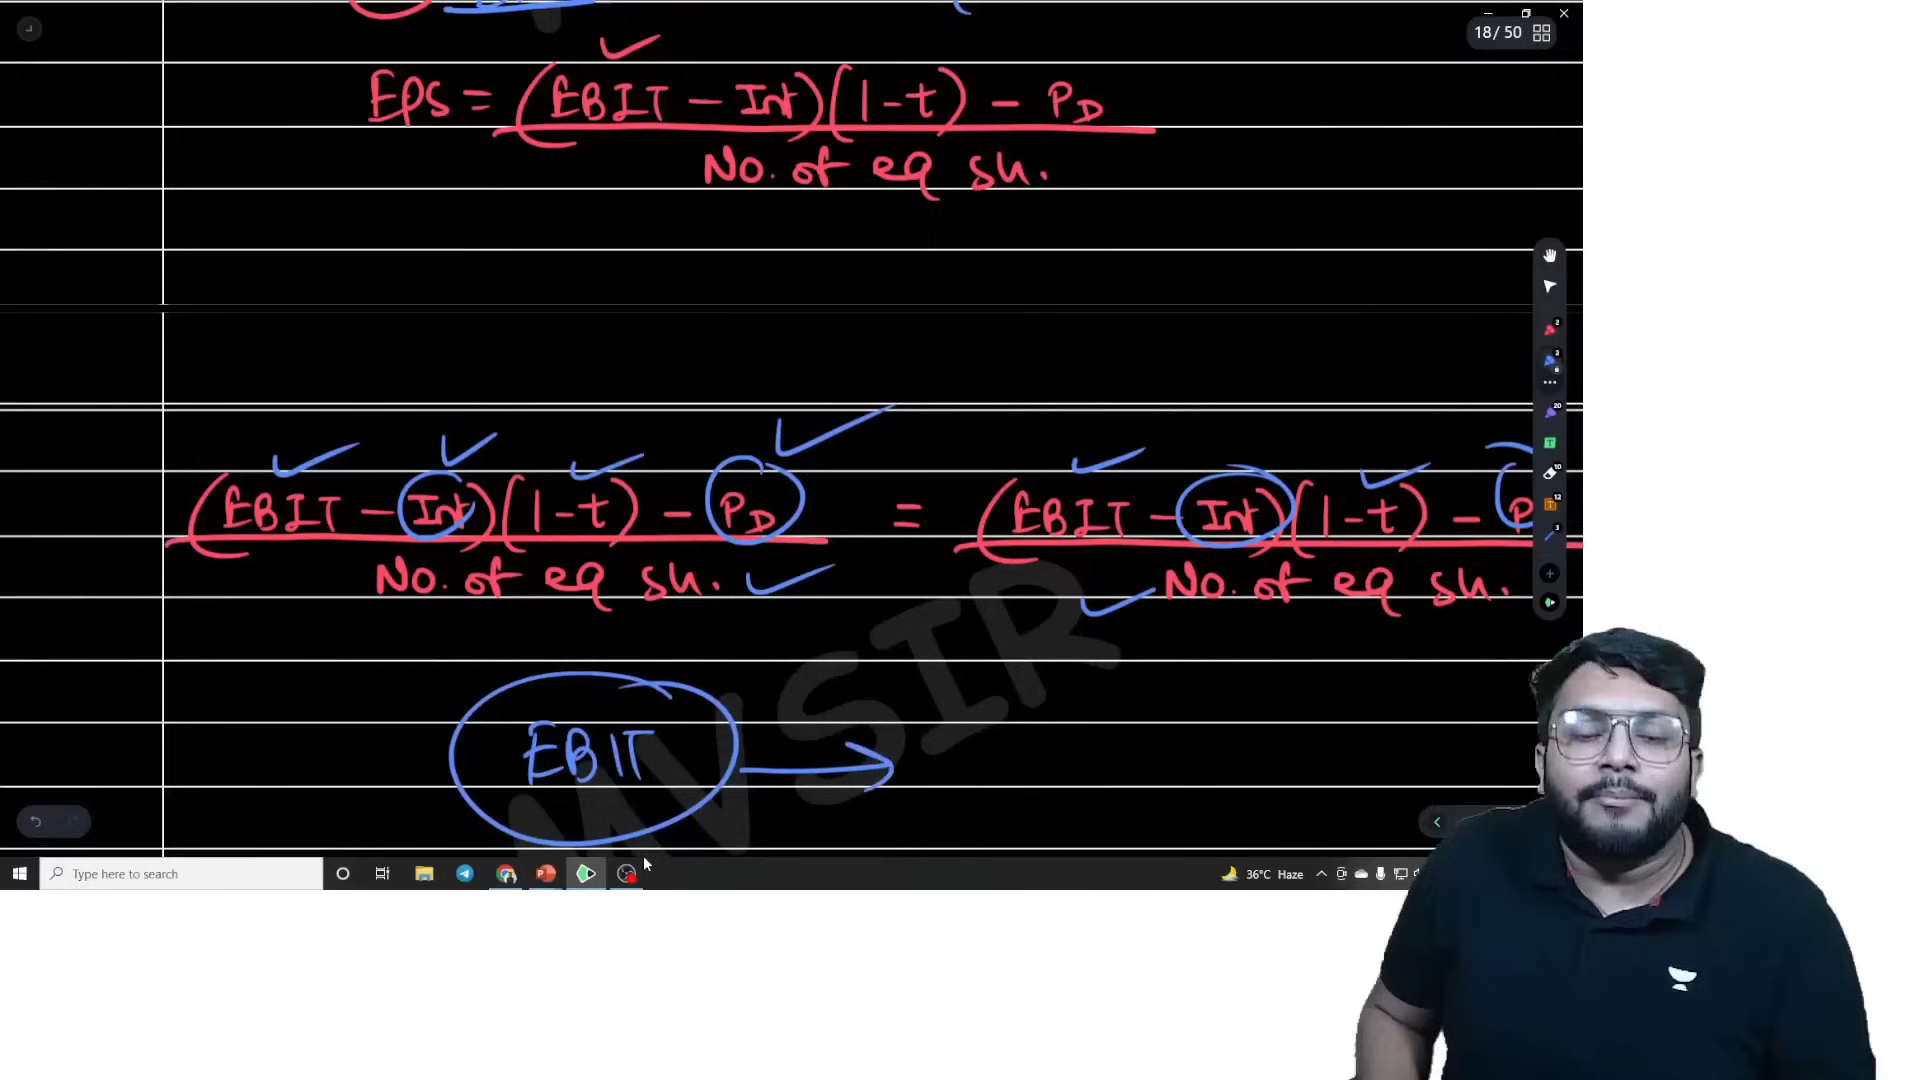 18/ 50
Eps = (EBIT - Int)(1-t) - PD
No. of eq sh.
(EBIT - Int)(1-t) - PD = (EBIT - Int)(1-t) - P
No. of eq sh. No. of eq sh.
EBIT
MVSIR
Type here to search
36°C Haze